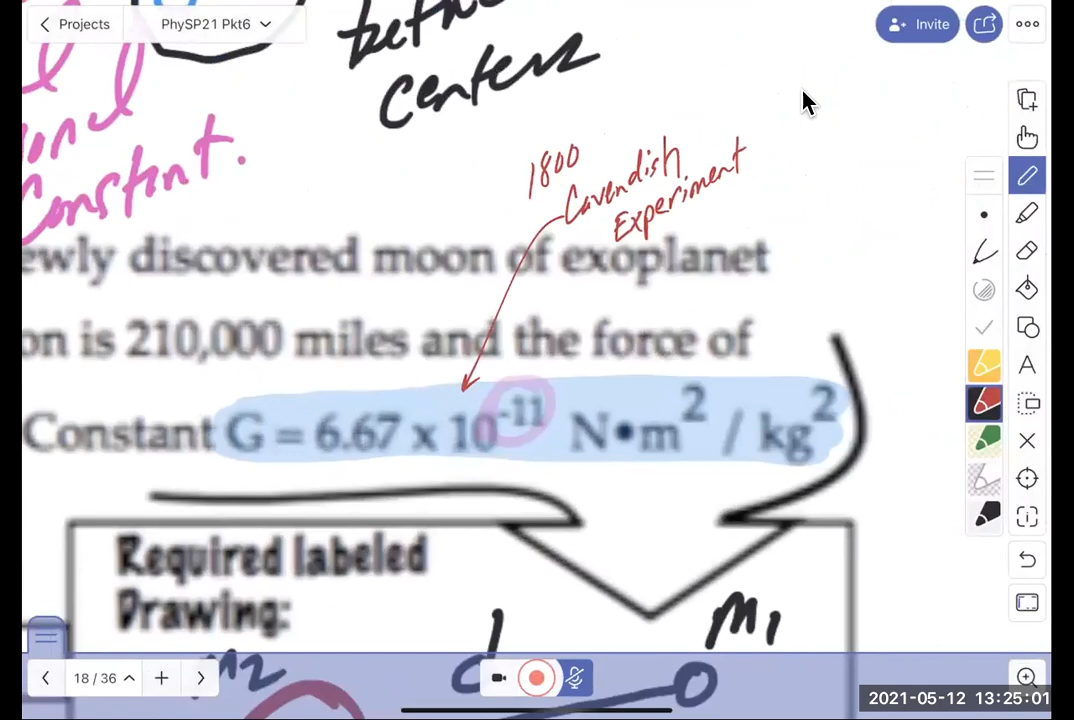 Projects PhySP21 Pkt6 Invite
centers
Constant.
1800
Cavendish
Experiment
ewly discovered moon of exoplanet
on is 210,000 miles and the force of
Constant G = 6.67 x 10⁻¹¹ N•m² / kg²
Required labeled
Drawing:
d M1
M2
18 / 36
2021-05-12 13:25:01